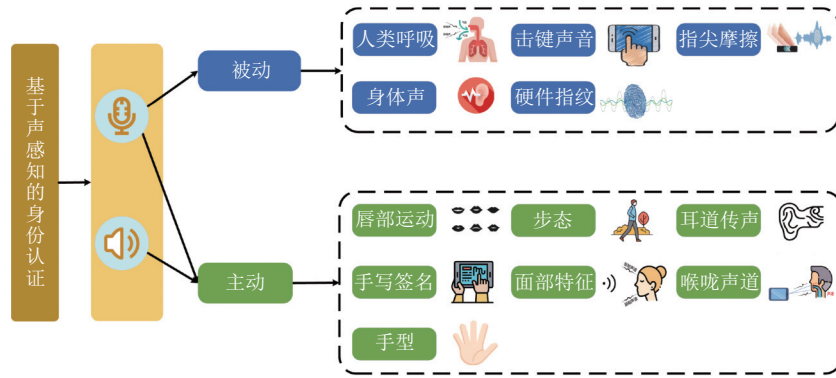 基于声感知的身份认证
被动
人类呼吸
击键声音
指尖摩擦
身体声
硬件指纹
主动
唇部运动
步态
耳道传声
手写签名
面部特征
喉咙声道
手型